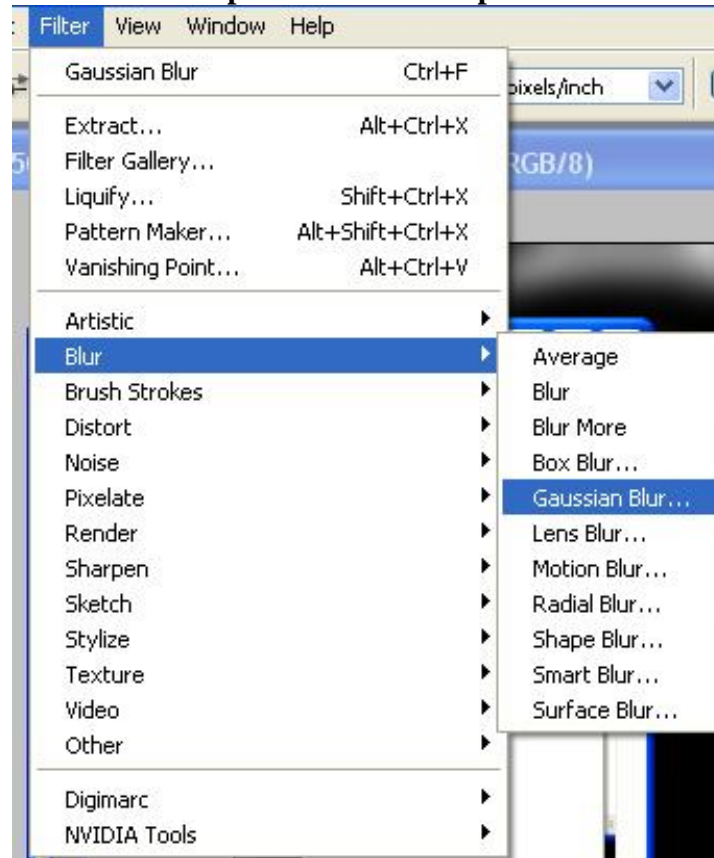 Filter View Window Help
Gaussian Blur Ctrl+F
pixels/inch
Extract... Alt+Ctrl+X
Filter Gallery...
RGB/8)
Liquify... Shift+Ctrl+X
Pattern Maker... Alt+Shift+Ctrl+X
Vanishing Point... Alt+Ctrl+V
Artistic
Blur
Average
Brush Strokes
Blur
Distort
Blur More
Noise
Box Blur...
Pixelate
Gaussian Blur...
Render
Lens Blur...
Sharpen
Motion Blur...
Sketch
Radial Blur...
Stylize
Shape Blur...
Texture
Smart Blur...
Video
Surface Blur...
Other
Digimarc
NVIDIA Tools